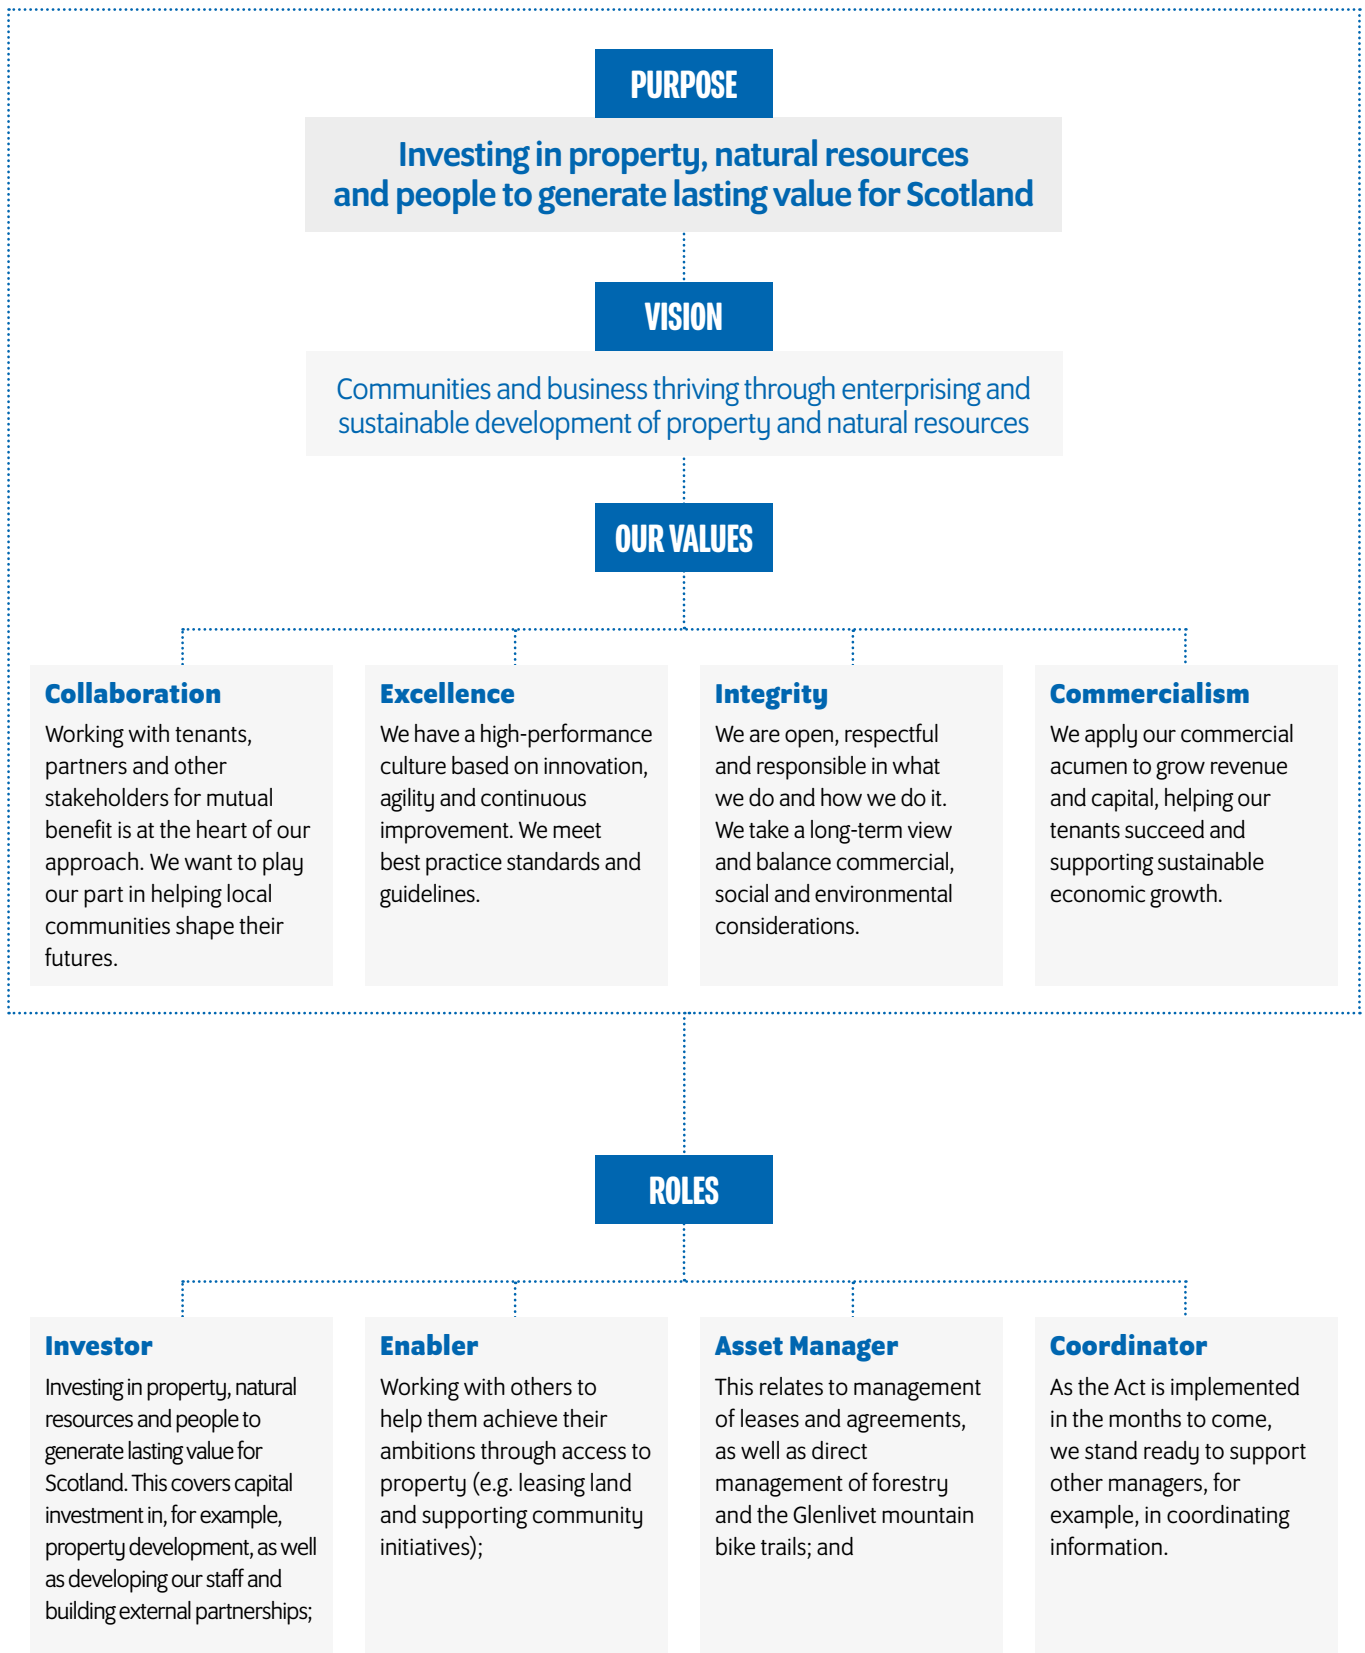 PURPOSE
Investing in property, natural resources
and people to generate lasting value for Scotland
VISION
Communities and business thriving through enterprising and
sustainable development of property and natural resources
OUR VALUES
Collaboration
Working with tenants,
partners and other
stakeholders for mutual
benefit is at the heart of our
approach. We want to play
our part in helping local
communities shape their
futures.
Excellence
We have a high-performance
culture based on innovation,
agility and continuous
improvement. We meet
best practice standards and
guidelines.
Integrity
We are open, respectful
and responsible in what
we do and how we do it.
We take a long-term view
and balance commercial,
social and environmental
considerations.
Commercialism
We apply our commercial
acumen to grow revenue
and capital, helping our
tenants succeed and
supporting sustainable
economic growth.
ROLES
Investor
Investing in property, natural
resources and people to
generate lasting value for
Scotland. This covers capital
investment in, for example,
property development, as well
as developing our staff and
building external partnerships;
Enabler
Working with others to
help them achieve their
ambitions through access to
property (e.g. leasing land
and supporting community
initiatives);
Asset Manager
This relates to management
of leases and agreements,
as well as direct
management of forestry
and the Glenlivet mountain
bike trails; and
Coordinator
As the Act is implemented
in the months to come,
we stand ready to support
other managers, for
example, in coordinating
information.